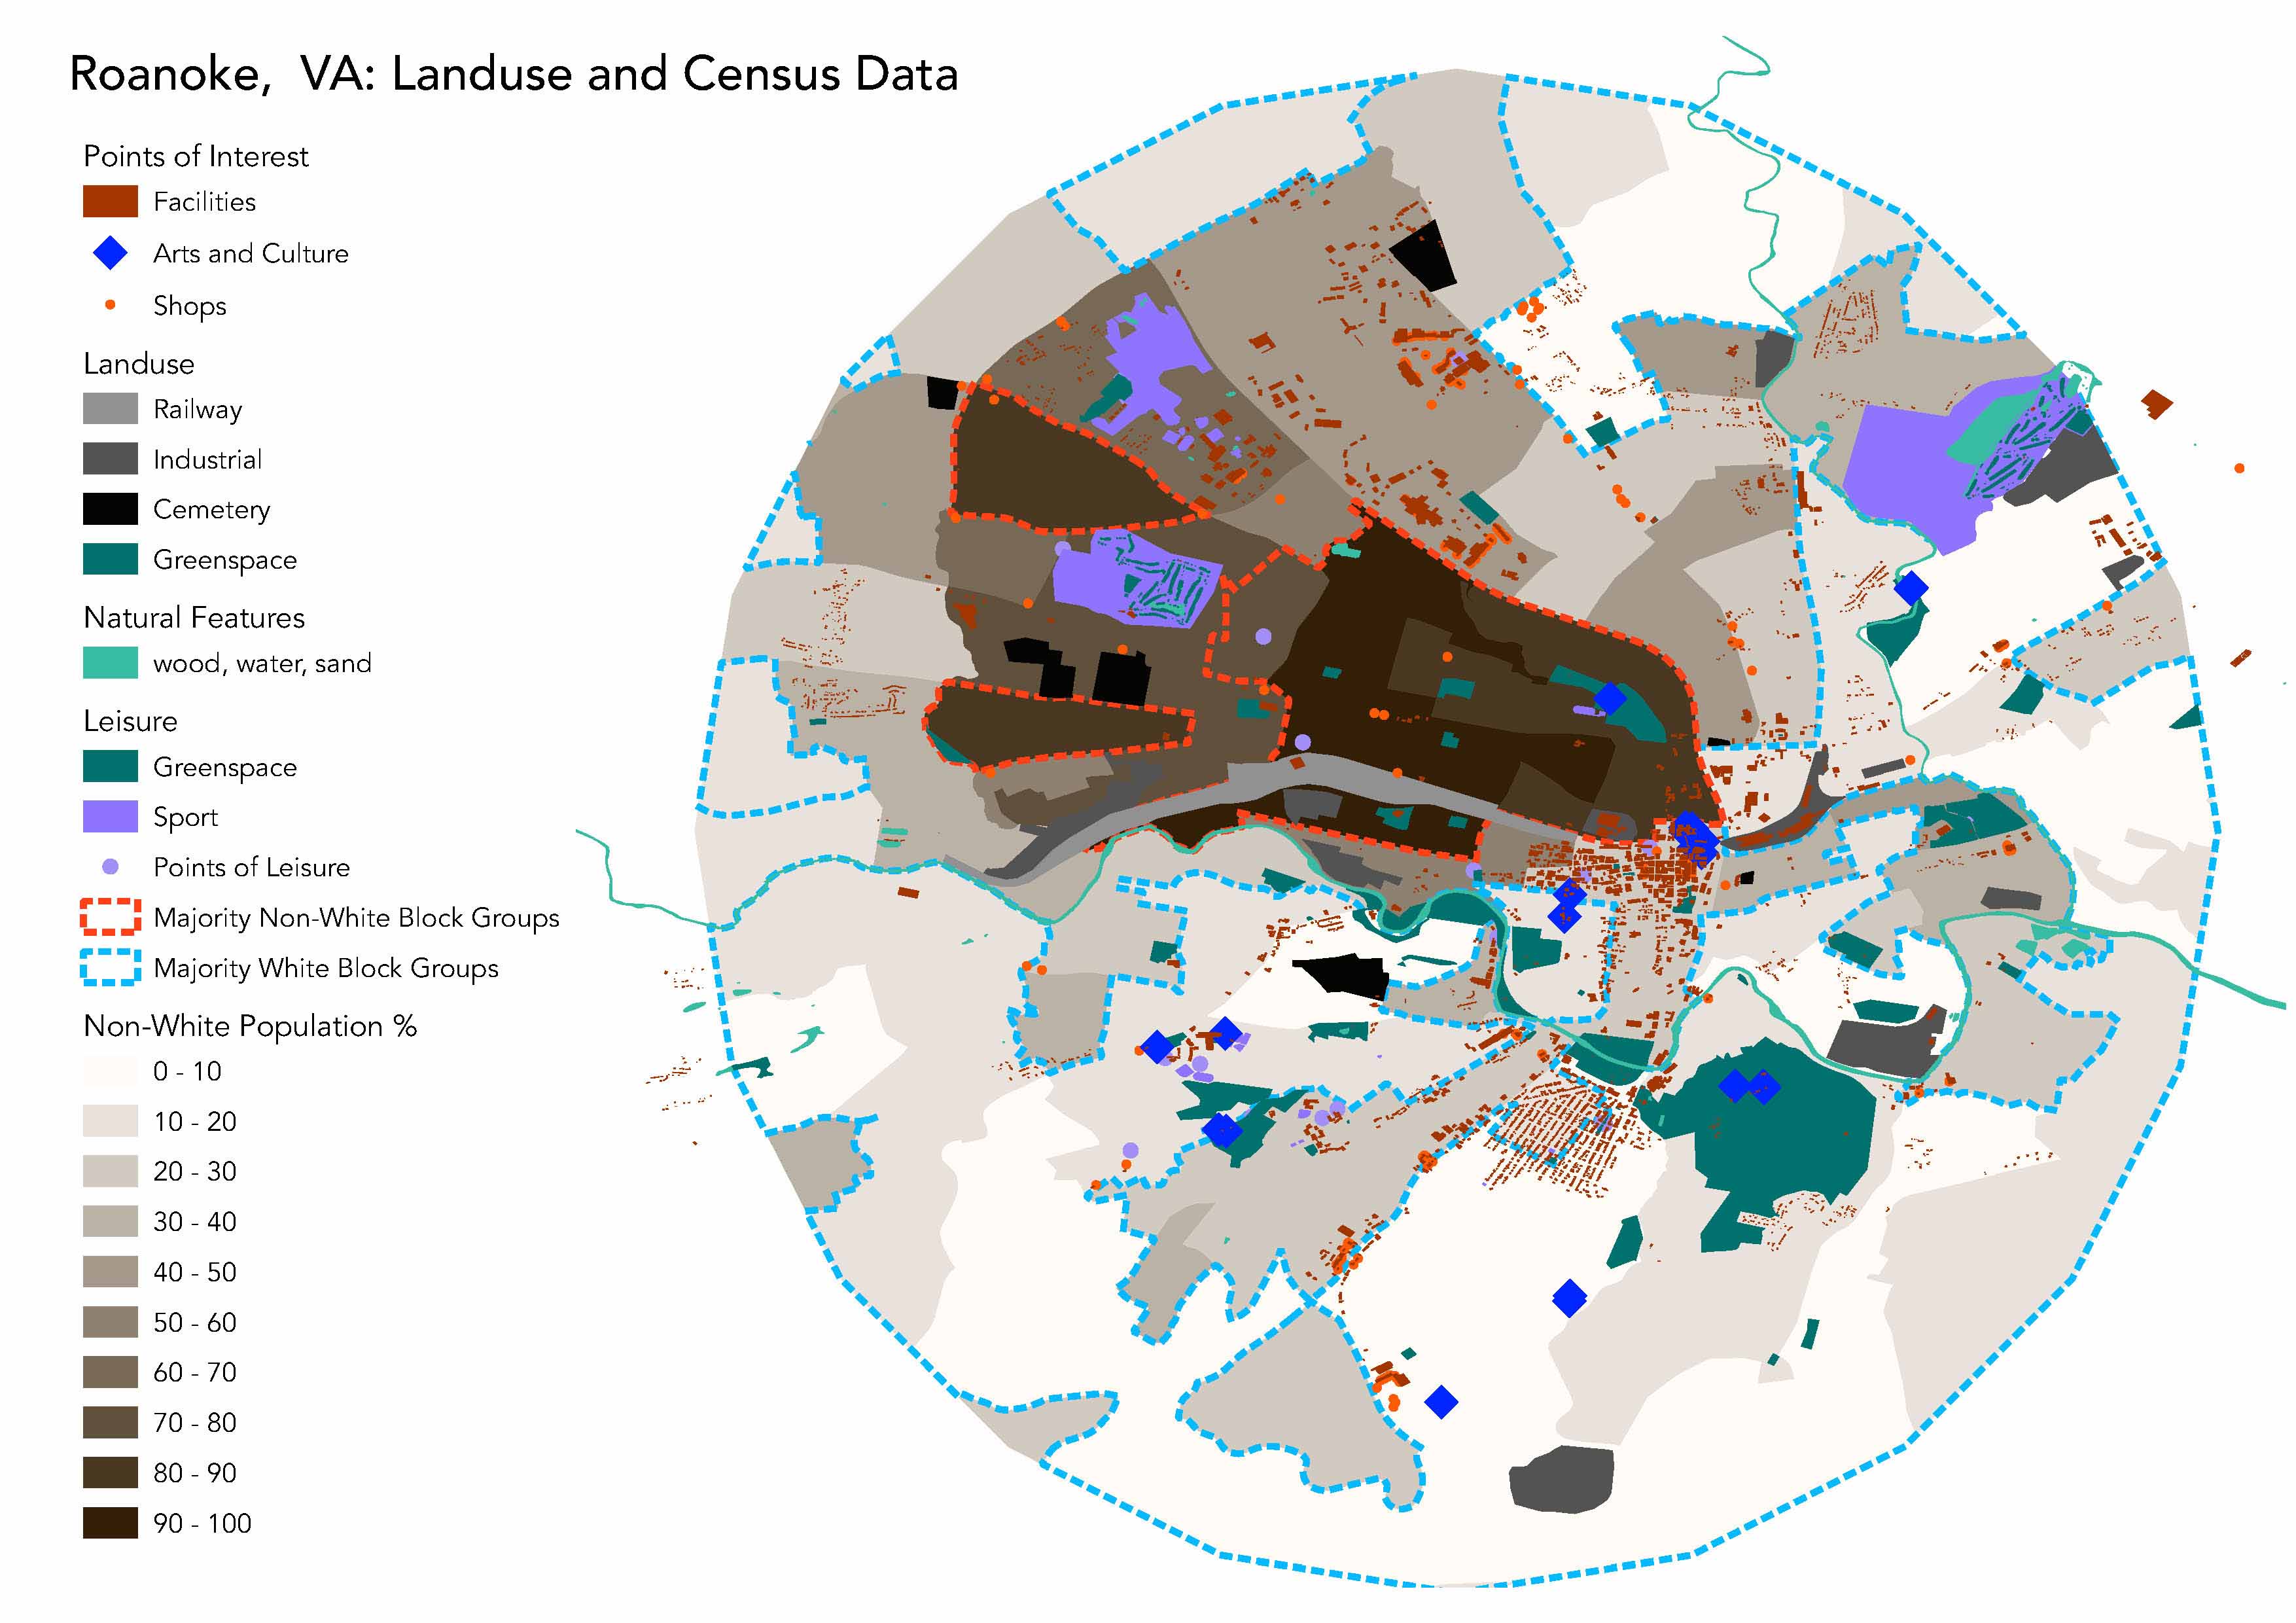 Roanoke, VA: Landuse and Census Data
Points of Interest
Facilities
Arts and Culture
Shops
Landuse
Railway
Industrial
Cemetery
Greenspace
Natural Features
wood, water, sand
Leisure
Greenspace
Sport
Points of Leisure
Majority Non-White Block Groups
Majority White Block Groups
Non-White Population %
0 - 10
10 - 20
20 - 30
30 - 40
40 - 50
50 - 60
60 - 70
70 - 80
80 - 90
90 - 100